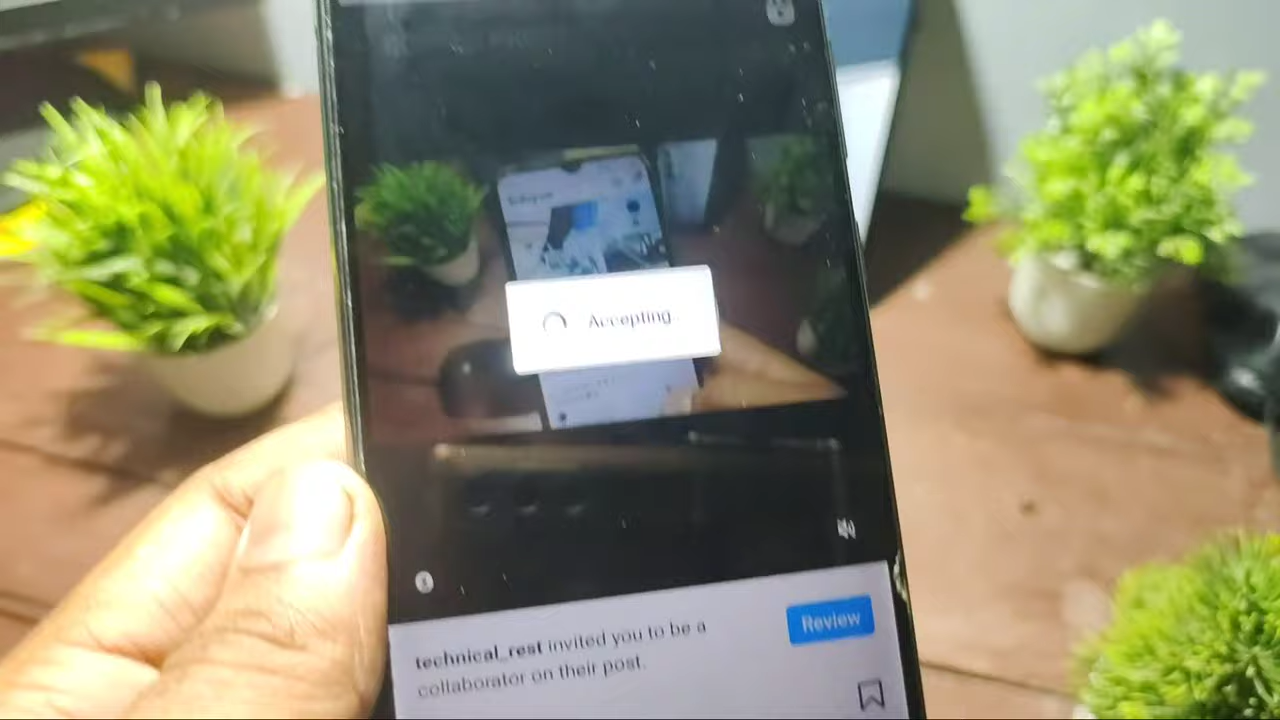 Accepting..
technical_rest invited you to be a
collaborator on their post.
Review